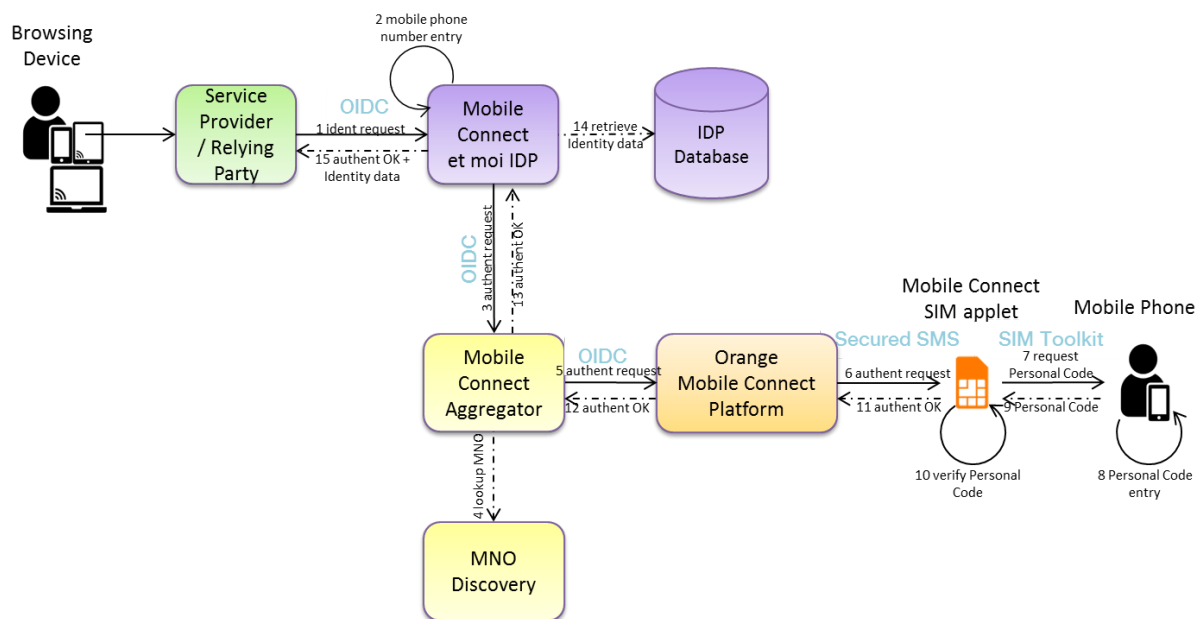 Browsing
Device
2 mobile phone
number entry
Service
Provider
/ Relying
Party
OIDC
1 ident request
15 authent OK +
Identity data
Mobile
Connect
et moi IDP
14 retrieve
Identity data
IDP
Database
OIDC
3 authent request
13 authent OK
Mobile
Connect
Aggregator
OIDC
5 authent request
12 authent OK
Orange
Mobile Connect
Platform
Secured SMS
6 authent request
11 authent OK
Mobile Connect
SIM applet
SIM Toolkit
7 request
Personal Code
9 Personal Code
Mobile Phone
10 verify Personal
Code
8 Personal Code
entry
4 lookup MNO
MNO
Discovery